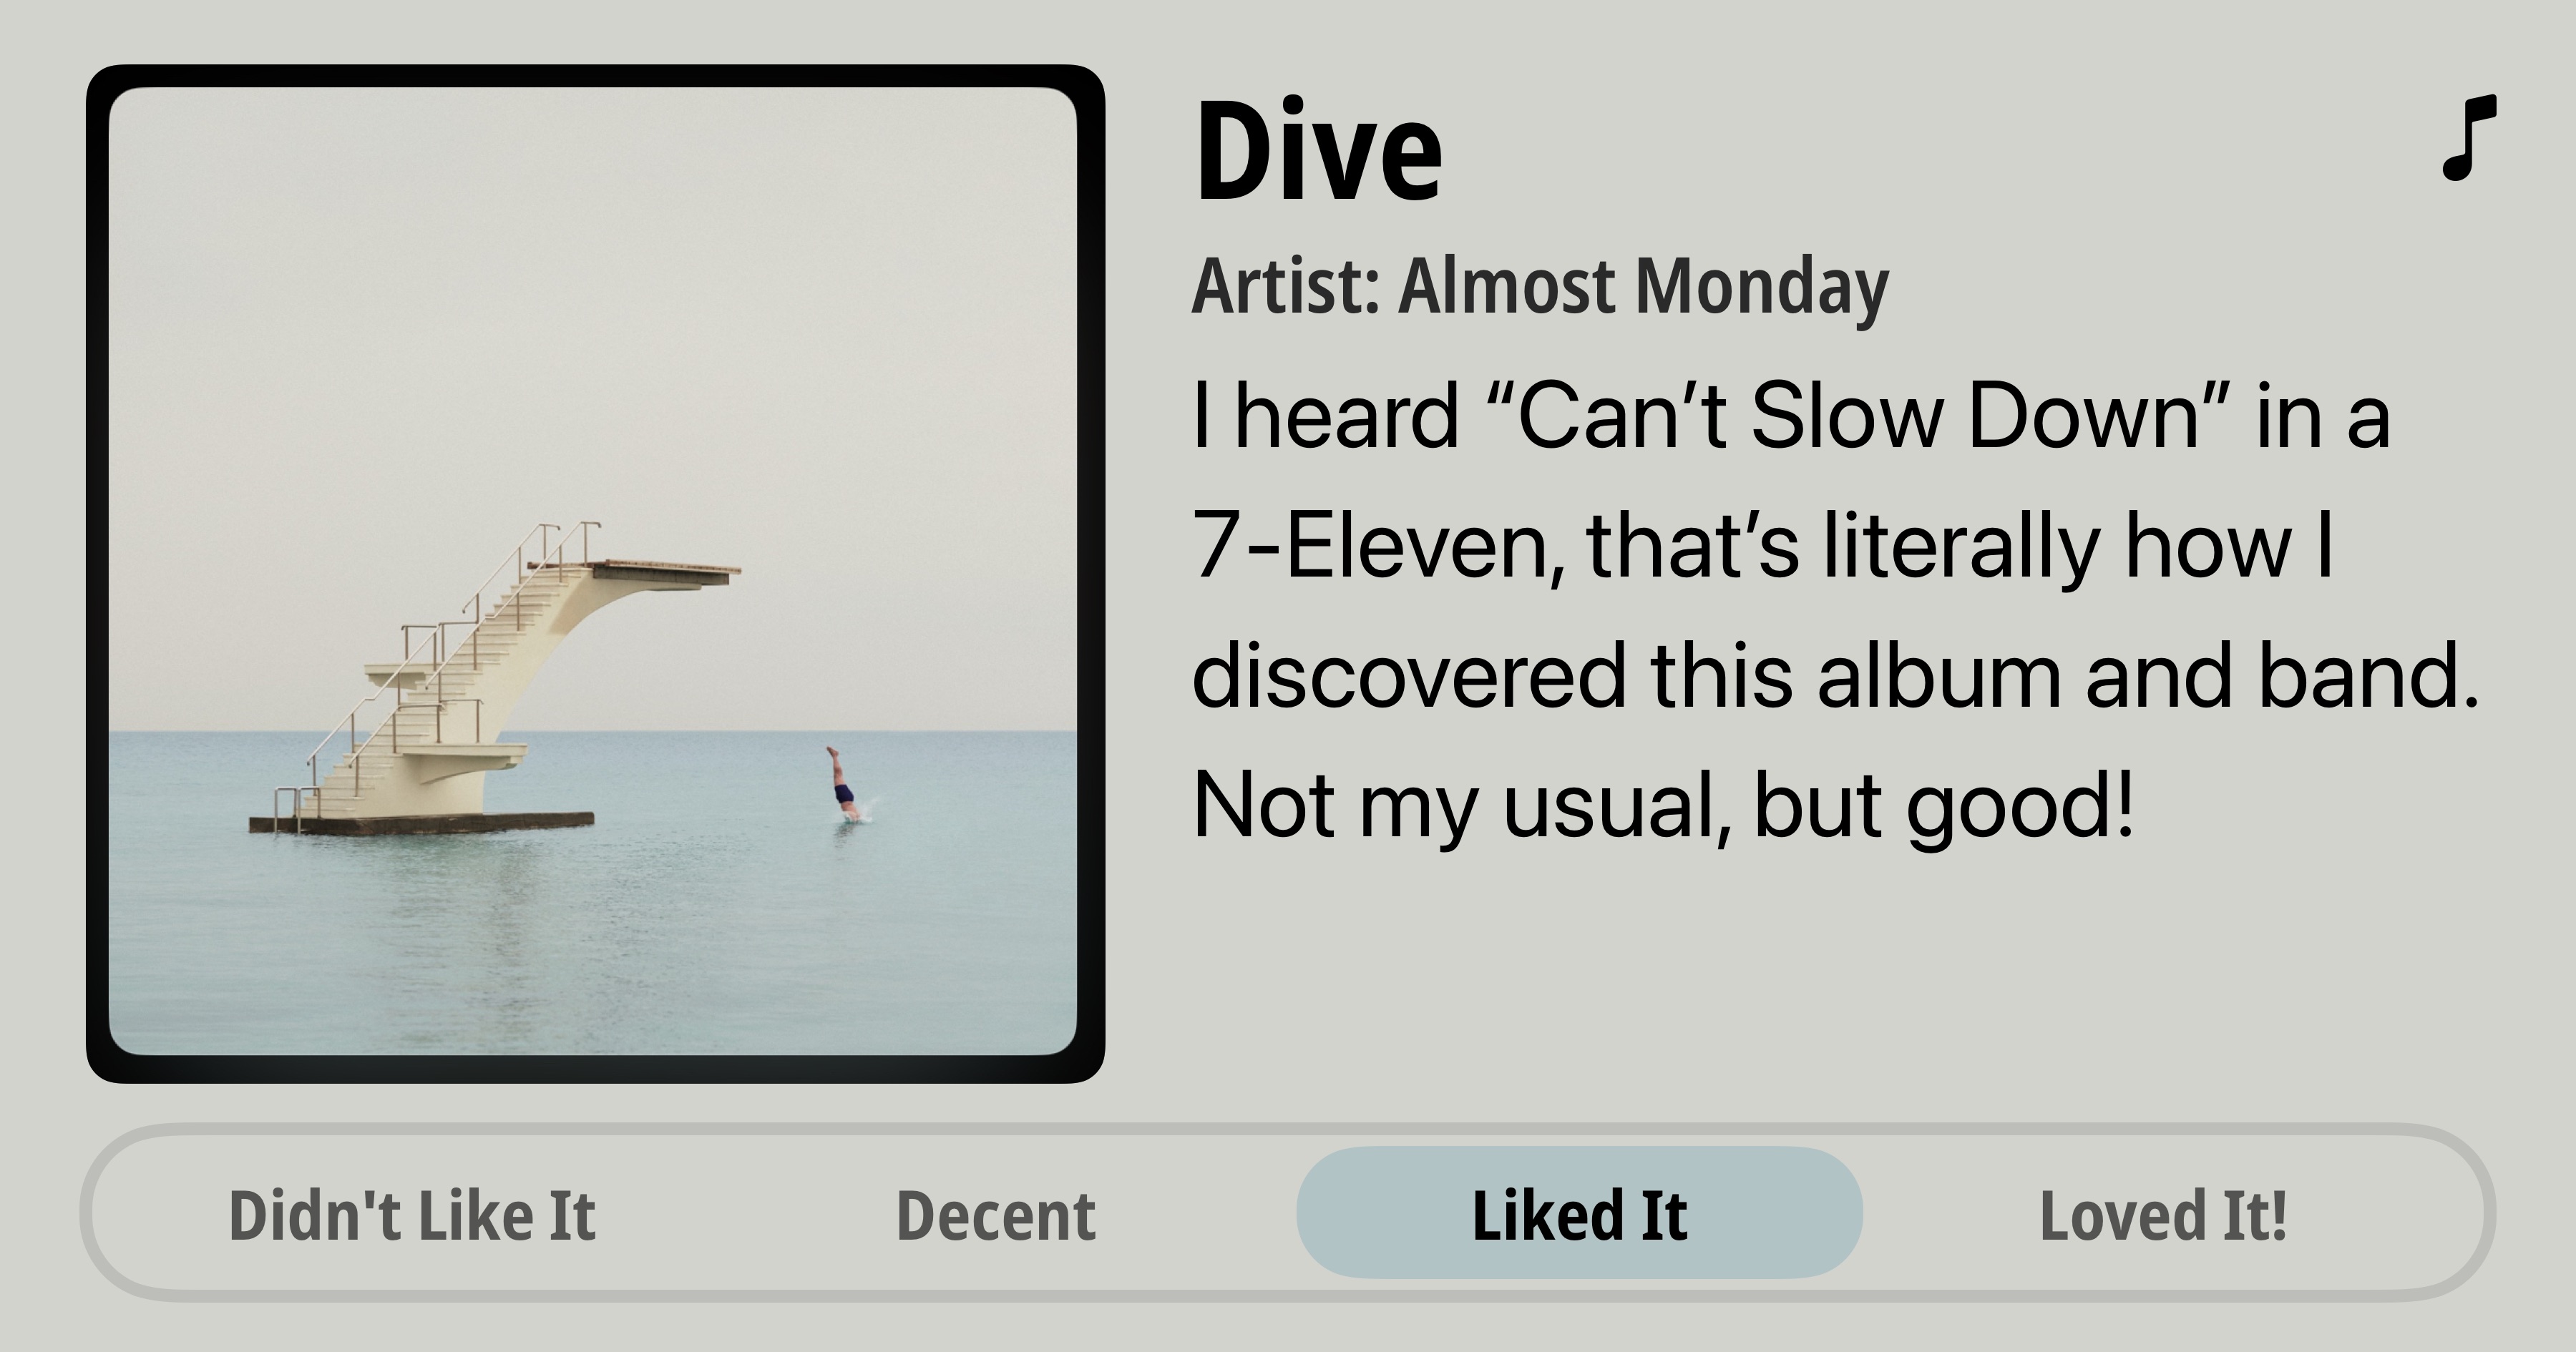 Dive
Artist: Almost Monday
I heard “Can’t Slow Down” in a
7-Eleven, that’s literally how I
discovered this album and band.
Not my usual, but good!
Didn't Like It
Decent
Liked It
Loved It!